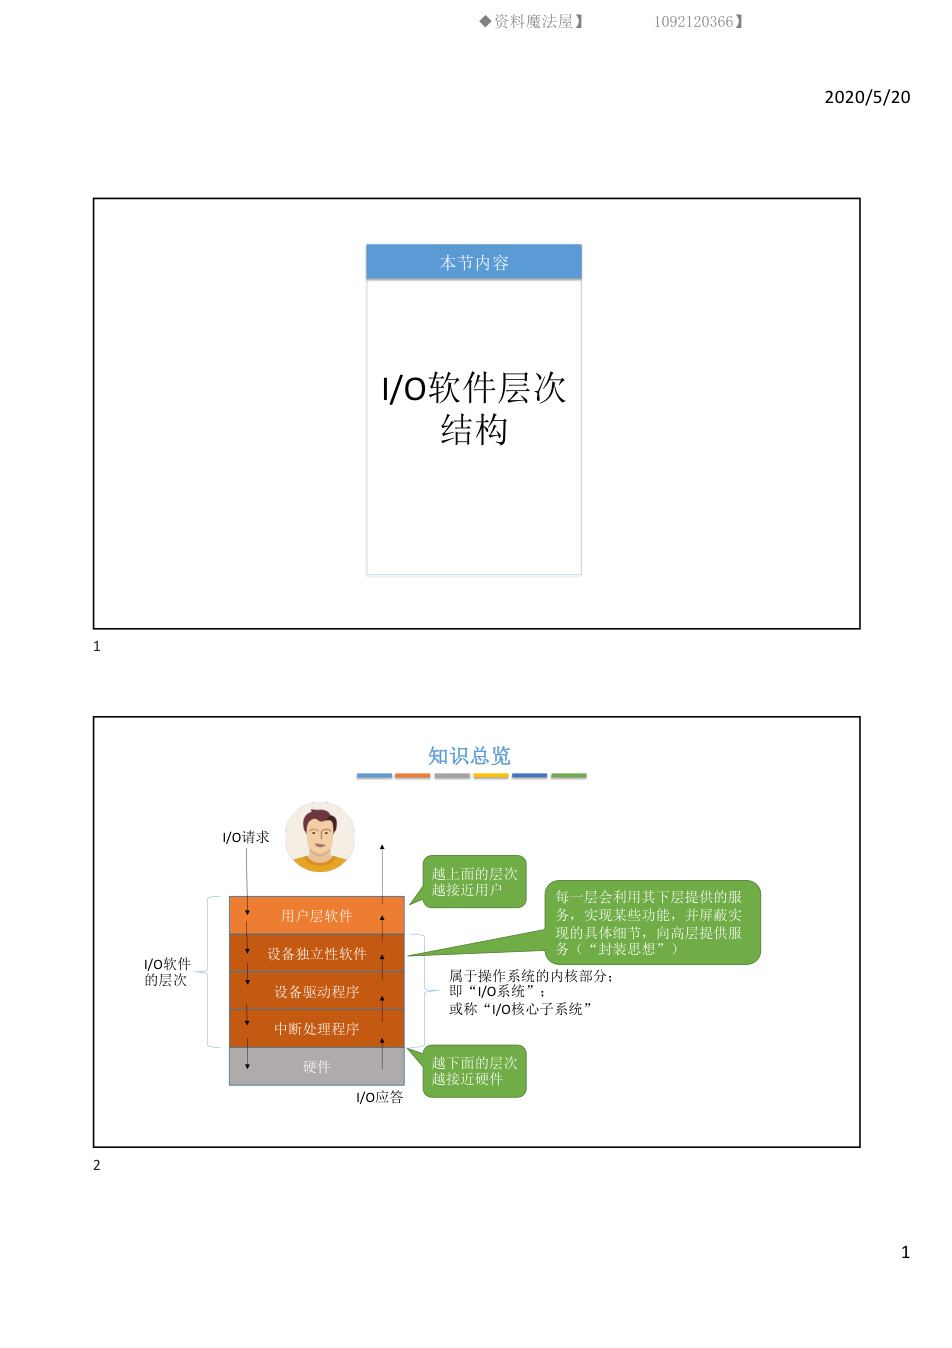 ◆资料魔法屋】 1092120366】
2020/5/20
本节内容
I/O软件层次
结构
1
知识总览
I/O请求
越上面的层次
越接近用户
每一层会利用其下层提供的服
务，实现某些功能，并屏蔽实
现的具体细节，向高层提供服
务（“封装思想”）
用户层软件
设备独立性软件
设备驱动程序
中断处理程序
硬件
I/O软件
的层次
属于操作系统的内核部分；
即“I/O系统”；
或称“I/O核心子系统”
越下面的层次
越接近硬件
I/O应答
2
1